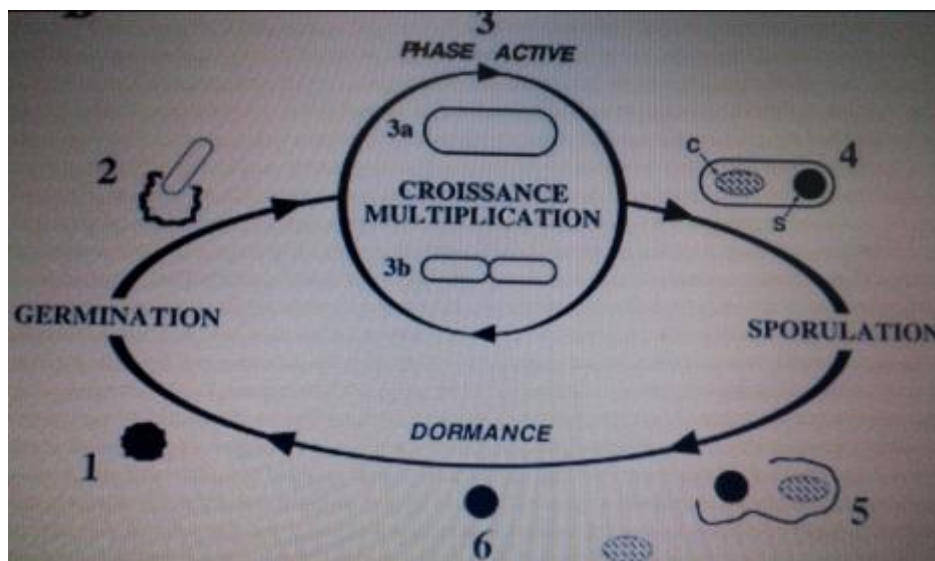 3
PHASE ACTIVE
3a
2
C
4
CROISSANCE
MULTIPLICATION
S
3b
GERMINATION
SPORULATION
DORMANCE
1
5
6